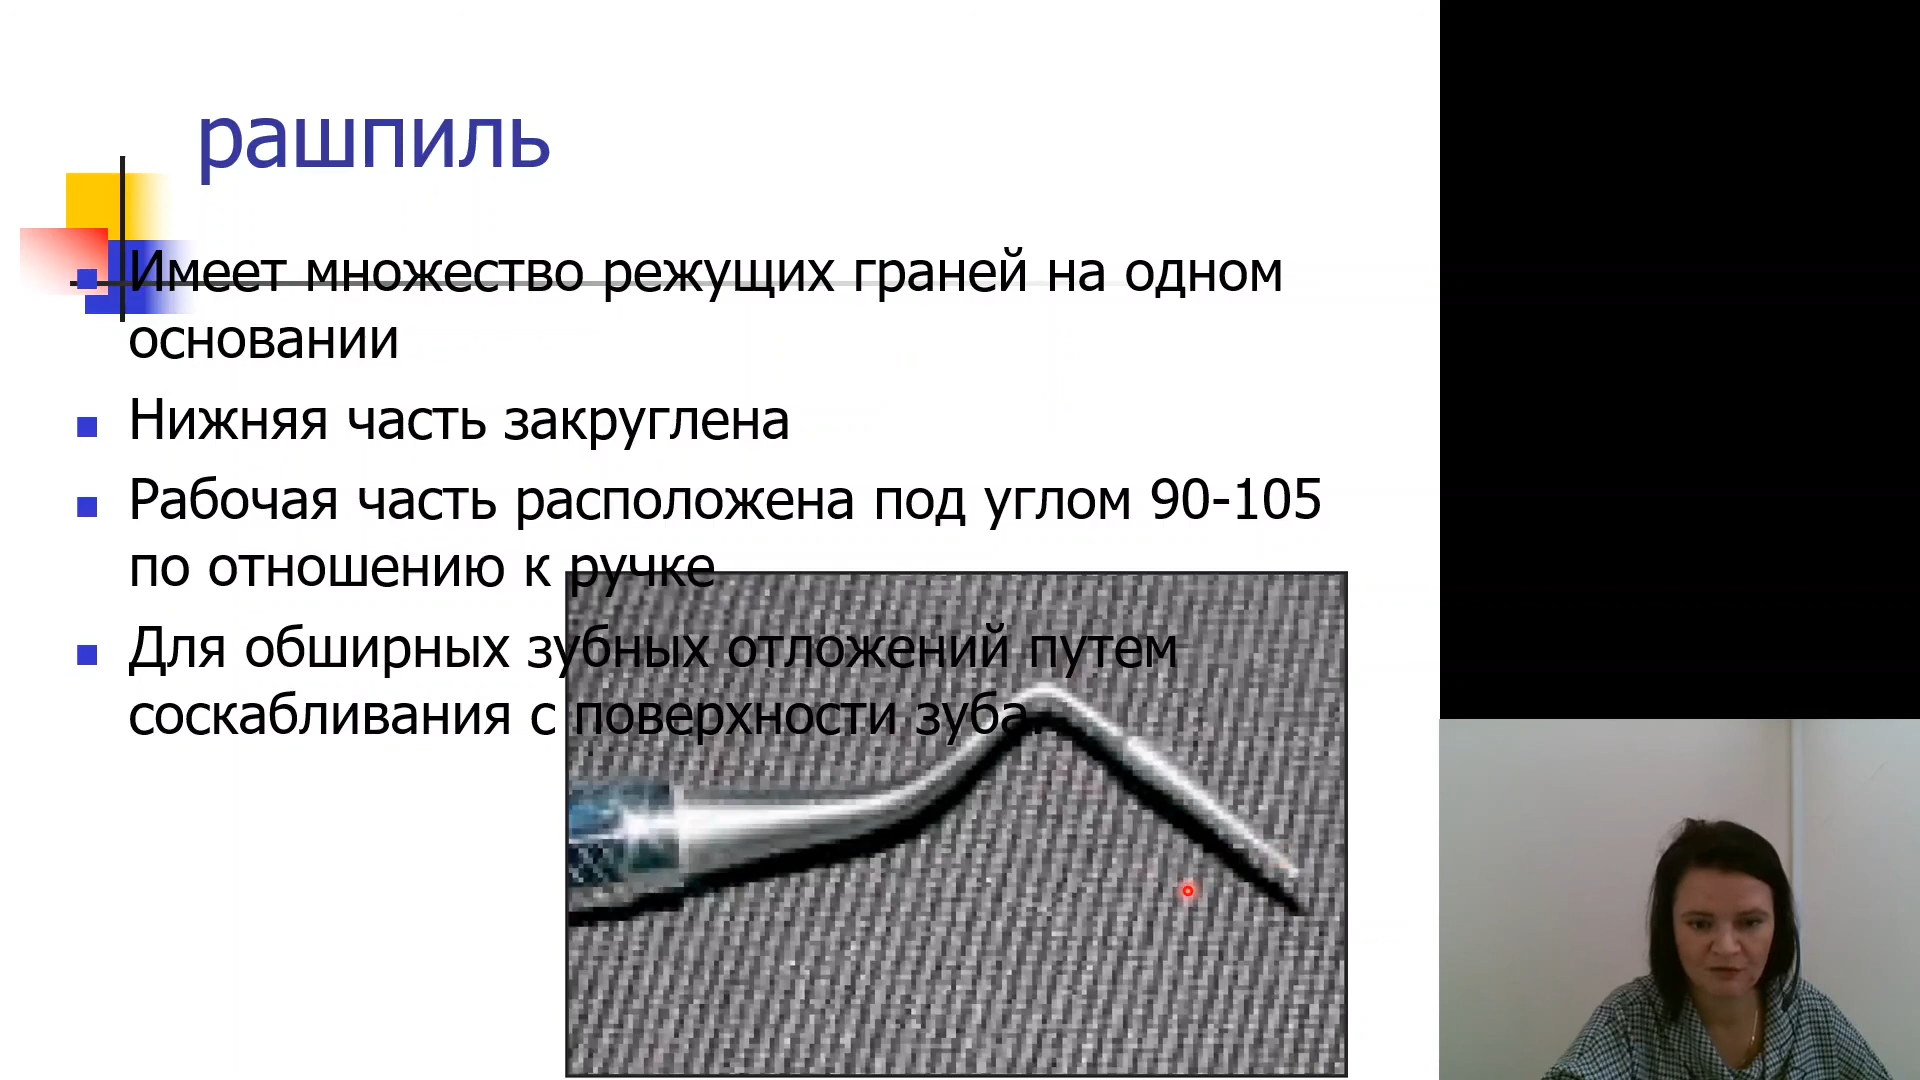 рашпиль
Имеет множество режущих граней на одном
основании
Нижняя часть закруглена
Рабочая часть расположена под углом 90-105
по отношению к ручке
Для обширных зубных отложений путем
соскабливания с поверхности зуба.